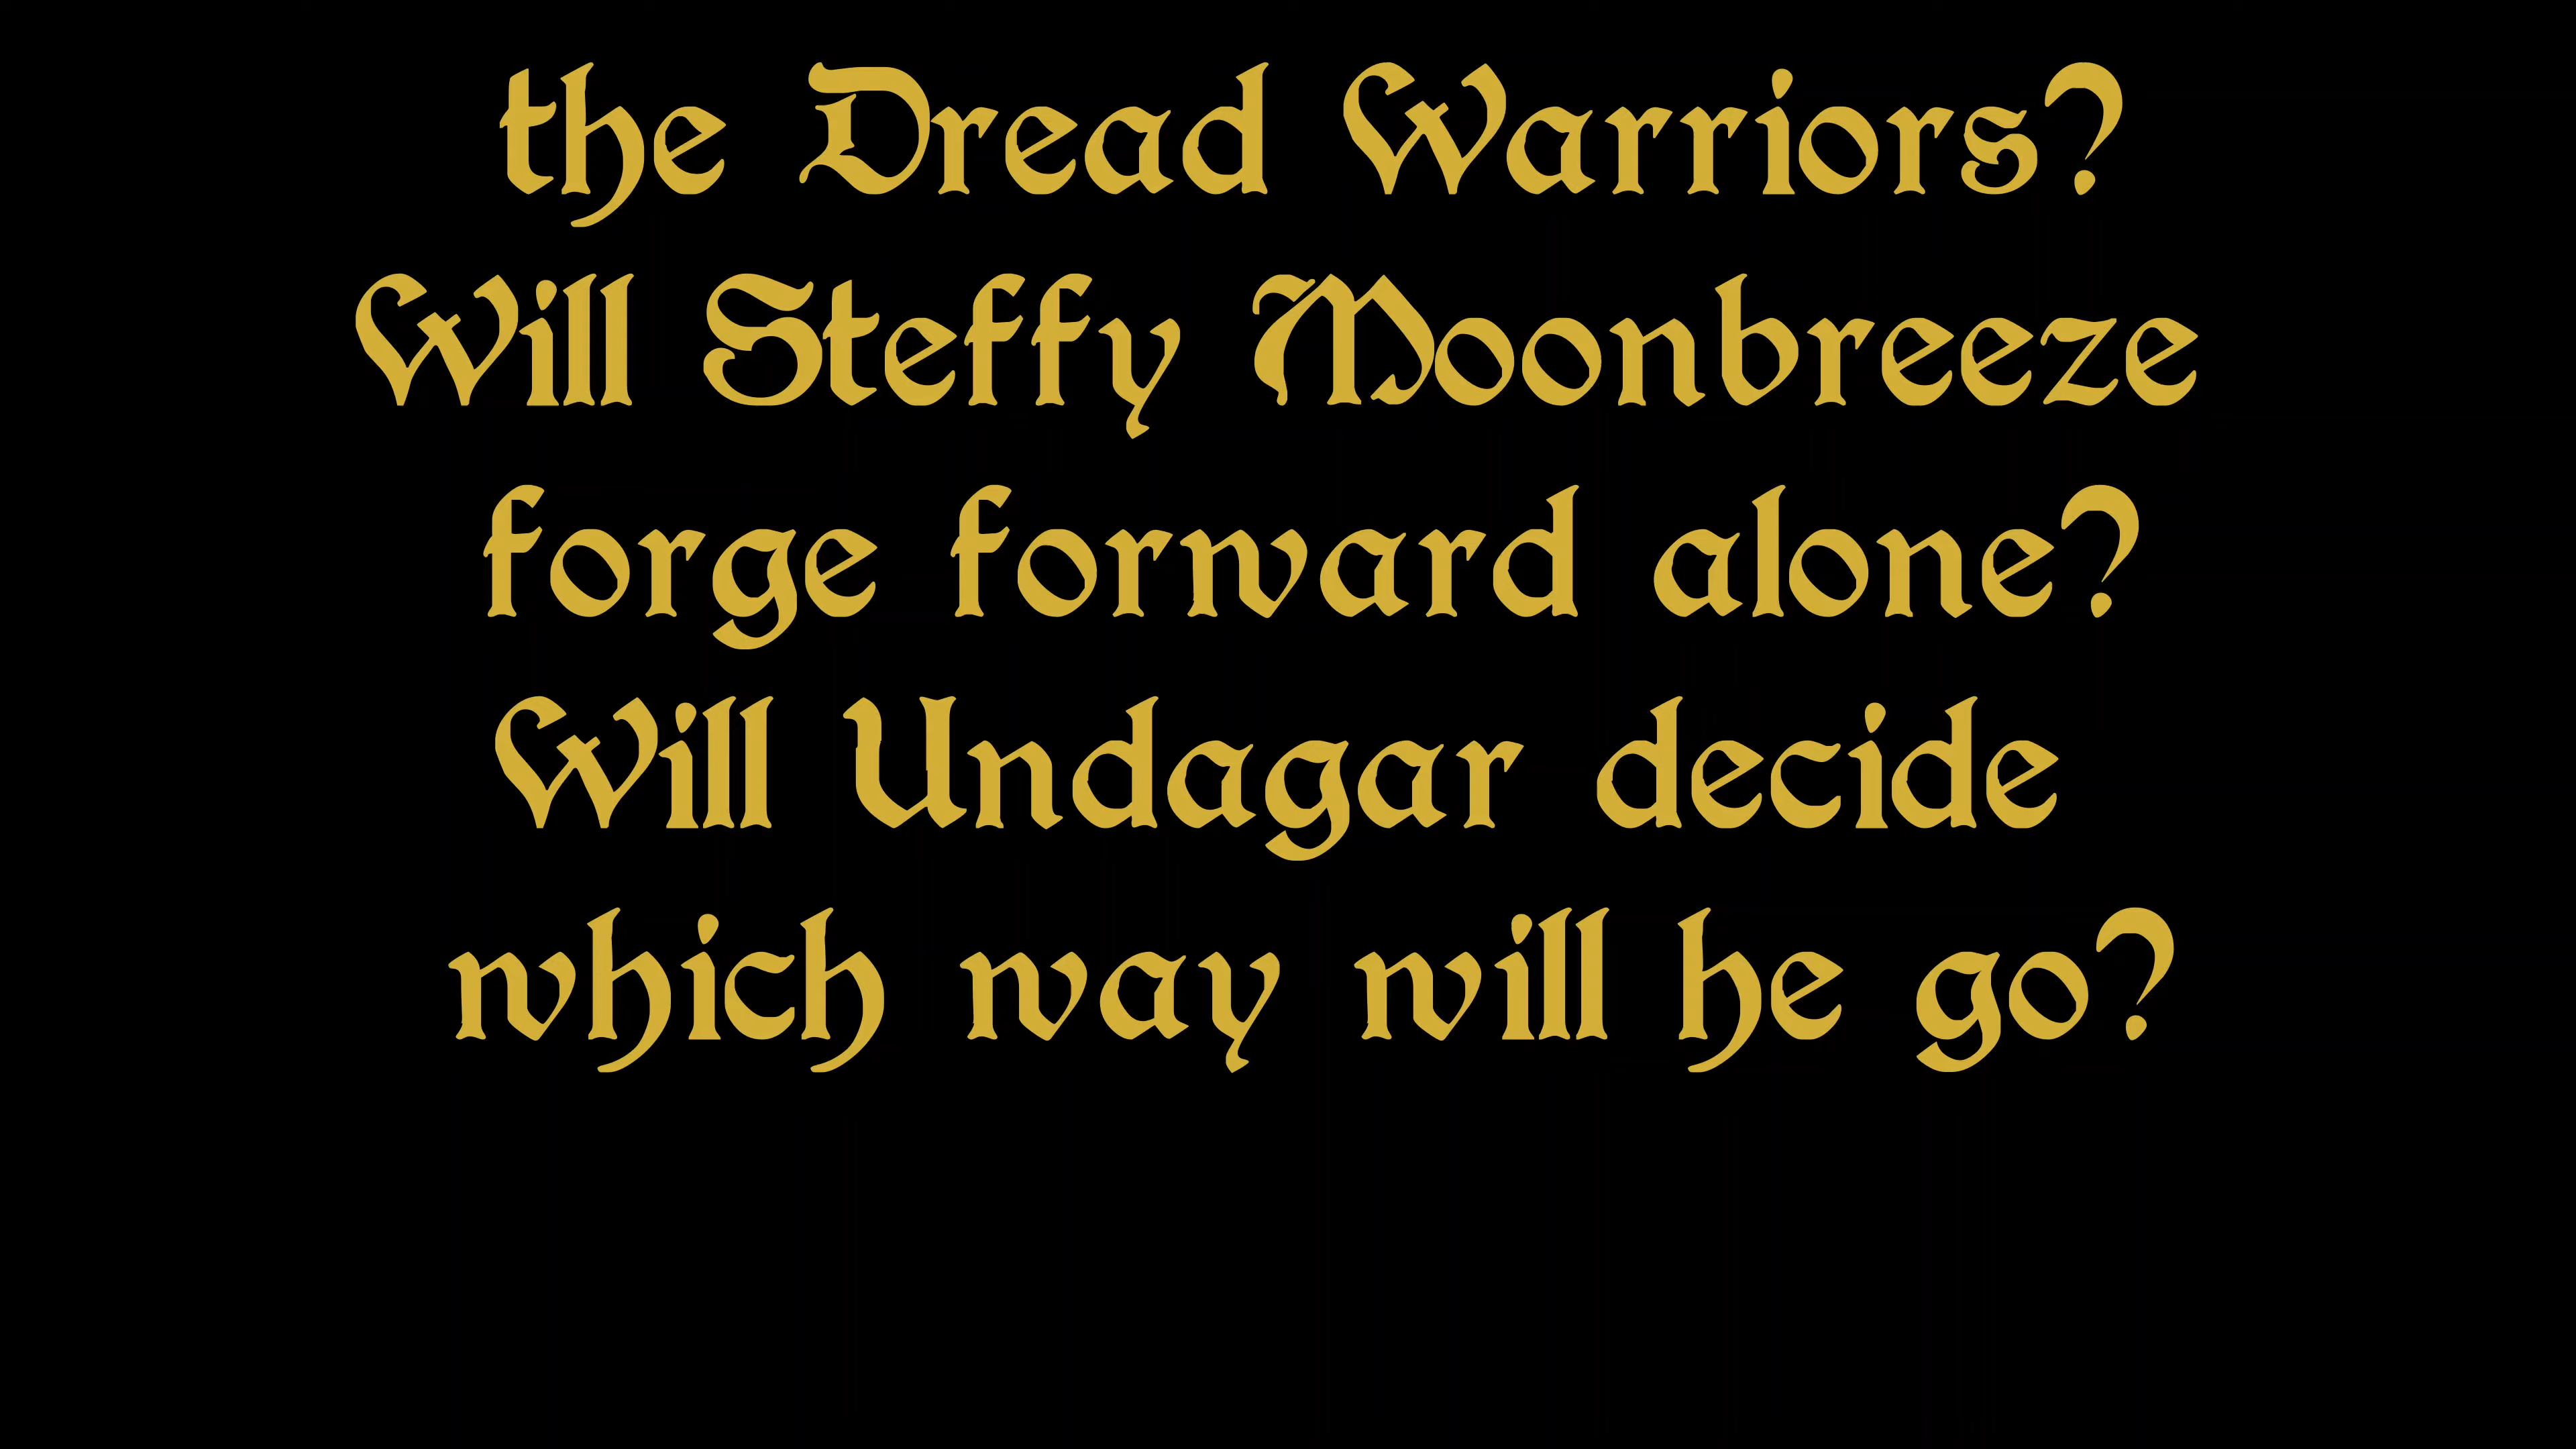 the Dread Warriors?
Will Steffy Moonbreeze
forge forward alone?
Will Undagar decide
which way will he go?